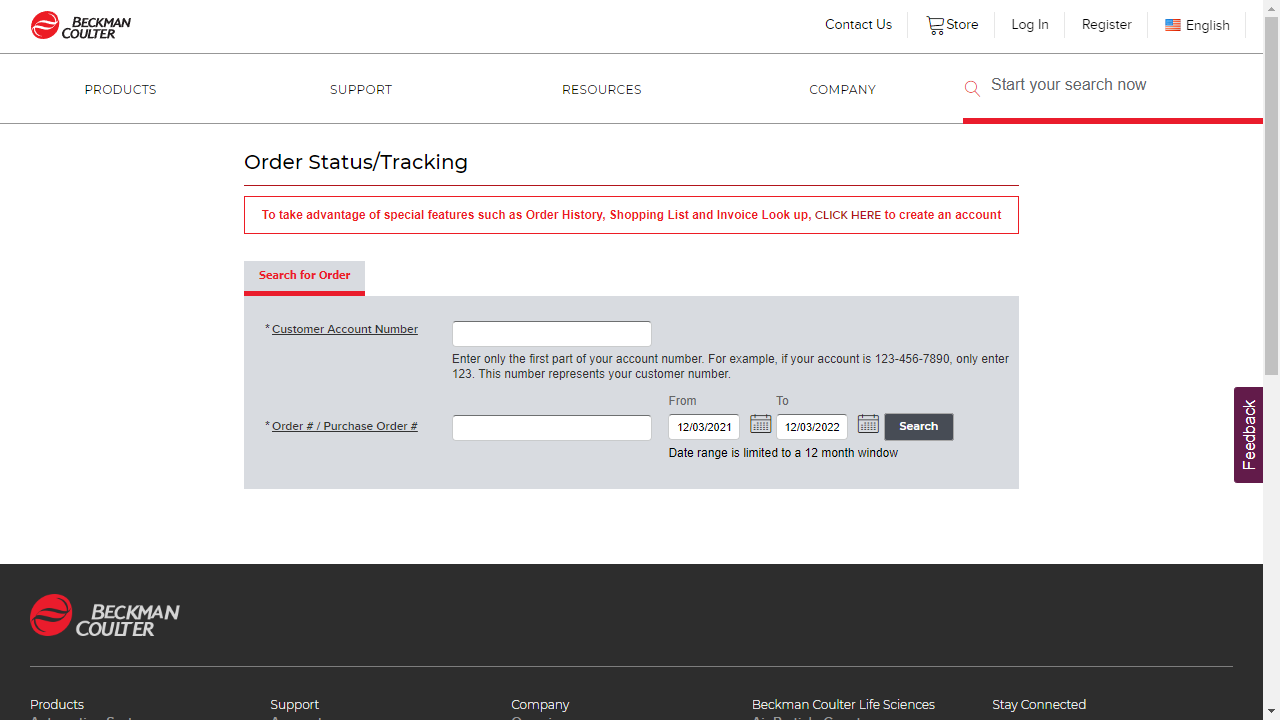 BECKMAN
COULTER
Contact Us
Store
Log In
Register
English
PRODUCTS
SUPPORT
RESOURCES
COMPANY
Start your search now
Order Status/Tracking
To take advantage of special features such as Order History, Shopping List and Invoice Look up, CLICK HERE to create an account
Search for Order
* Customer Account Number
Enter only the first part of your account number. For example, if your account is 123-456-7890, only enter
123. This number represents your customer number.
From
To
* Order # / Purchase Order #
12/03/2021
12/03/2022
Search
Date range is limited to a 12 month window
Feedback
BECKMAN
COULTER
Products
Support
Company
Beckman Coulter Life Sciences
Stay Connected